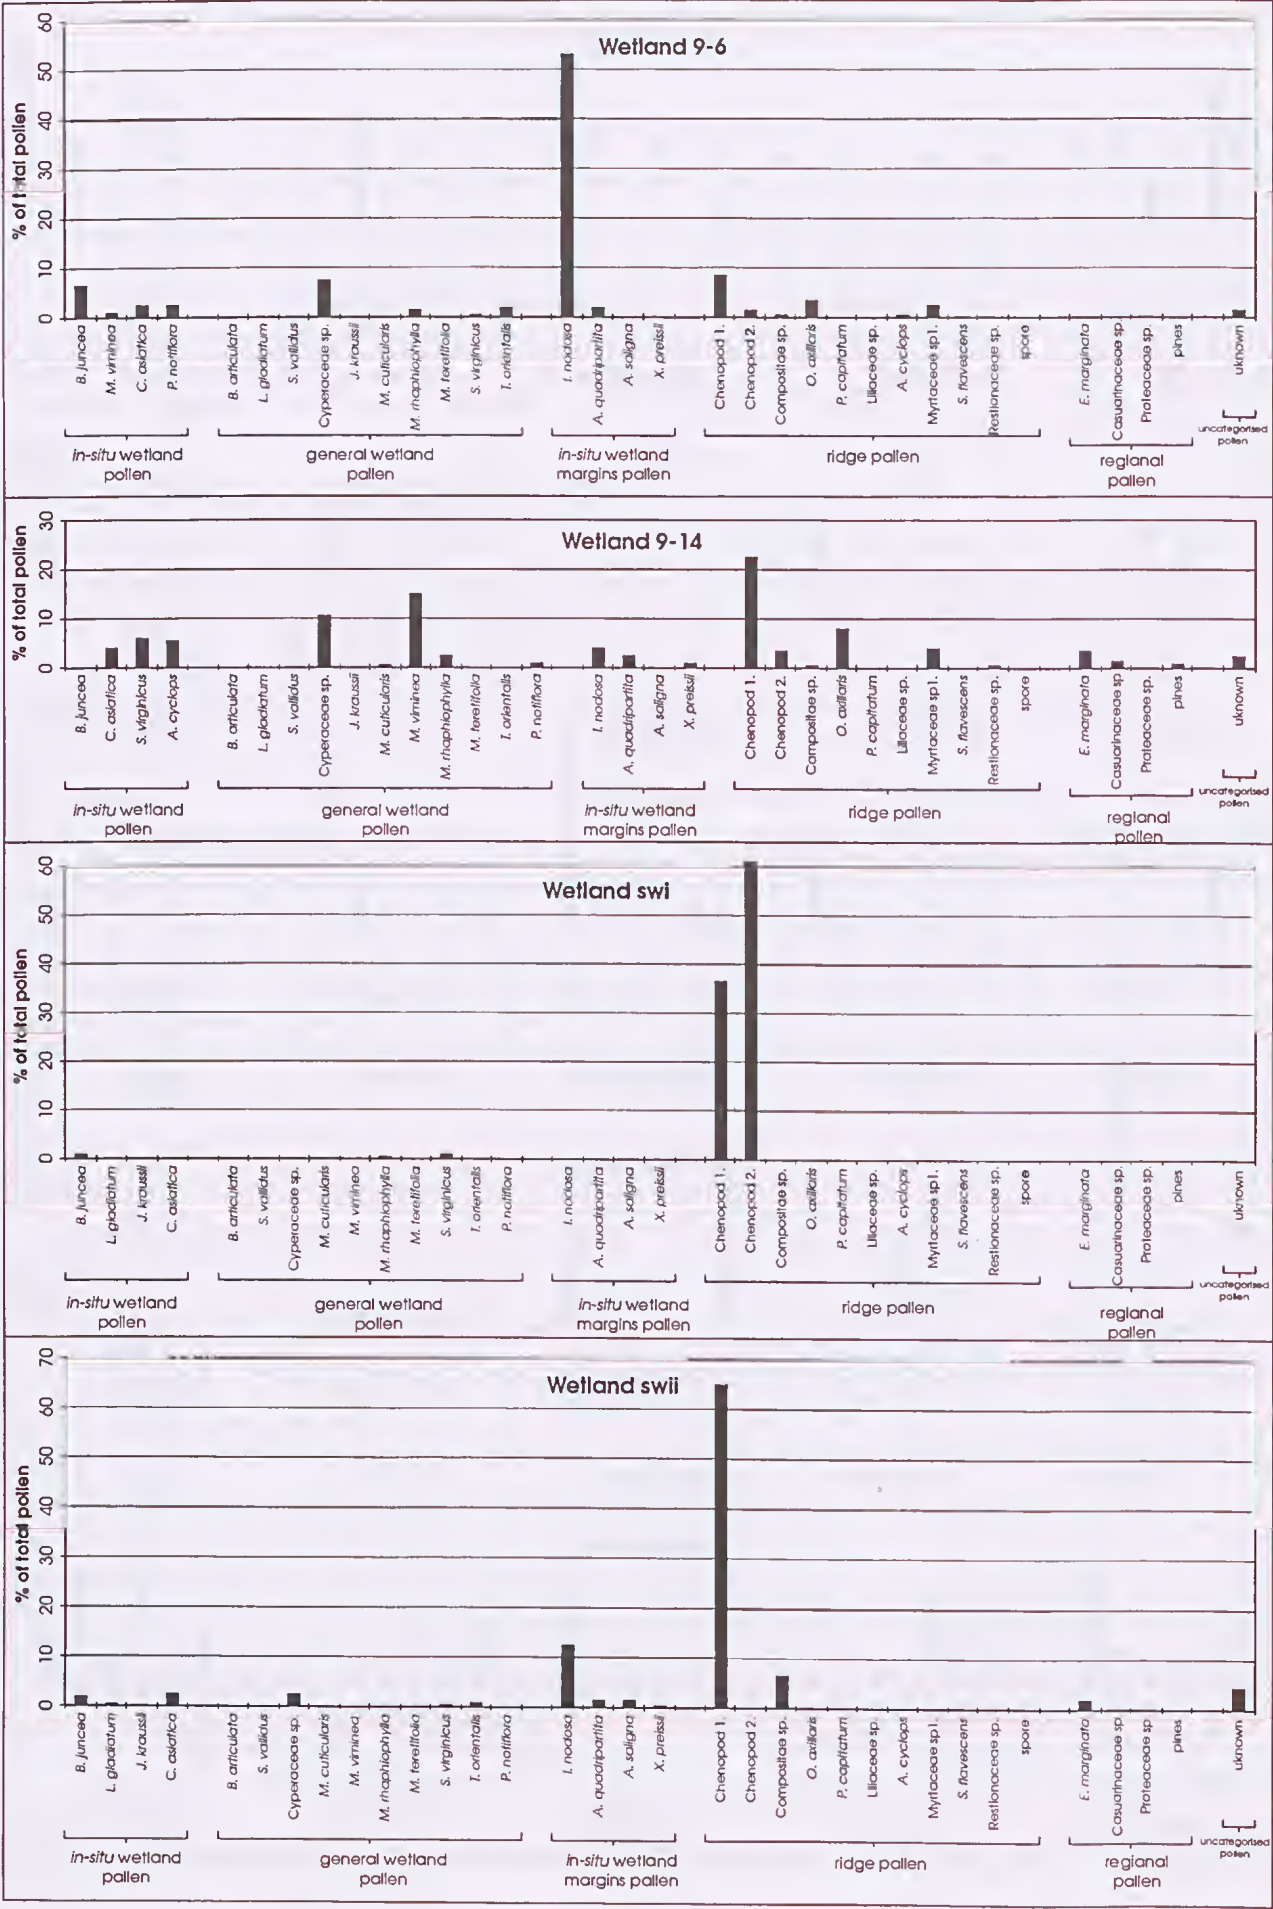 Wetland 9-6
% of total pollen
60
50
40
30
20
10
0
B. juncea
M. viminea
C. asiatica
P. notiflora
B. articulata
L. gladiatum
S. vallidus
Cyperaceae sp.
J. kraussii
M. cuticularis
M. rhaphiophylla
M. teretifolia
S. virginicus
T. orientalis
I. nodosa
A. quadripartita
A. saligna
X. preissii
Chenopod 1.
Chenopod 2.
Compositae sp.
O. axillaris
P. capitatum
Liliaceae sp.
A. cyclops
Myrtaceae sp1.
S. flavescens
Restionaceae sp.
spore
E. marginata
Casuarinaceae sp.
Proteaceae sp.
pines
uknown
in-situ wetland
pollen
general wetland
pollen
in-situ wetland
margins pollen
ridge pollen
regional
pollen
uncategorised
pollen
Wetland 9-14
% of total pollen
30
20
10
0
B. juncea
C. asiatica
S. virginicus
A. cyclops
B. articulata
L. gladiatum
S. vallidus
Cyperaceae sp.
J. kraussii
M. cuticularis
M. viminea
M. rhaphiophylla
M. teretifolia
T. orientalis
P. notiflora
I. nodosa
A. quadripartita
A. saligna
X. preissii
Chenopod 1.
Chenopod 2.
Compositae sp.
O. axillaris
P. capitatum
Liliaceae sp.
Myrtaceae sp1.
S. flavescens
Restionaceae sp.
spore
E. marginata
Casuarinaceae sp.
Proteaceae sp.
pines
uknown
in-situ wetland
pollen
general wetland
pollen
in-situ wetland
margins pollen
ridge pollen
regional
pollen
uncategorised
pollen
Wetland swi
% of total pollen
60
50
40
30
20
10
0
B. juncea
L. gladiatum
J. kraussii
C. asiatica
B. articulata
S. vallidus
Cyperaceae sp.
M. cuticularis
M. viminea
M. rhaphiophylla
M. teretifolia
S. virginicus
T. orientalis
P. notiflora
I. nodosa
A. quadripartita
A. saligna
X. preissii
Chenopod 1.
Chenopod 2.
Compositae sp.
O. axillaris
P. capitatum
Liliaceae sp.
A. cyclops
Myrtaceae sp1.
S. flavescens
Restionaceae sp.
spore
E. marginata
Casuarinaceae sp.
Proteaceae sp.
pines
uknown
in-situ wetland
pollen
general wetland
pollen
in-situ wetland
margins pollen
ridge pollen
regional
pollen
uncategorised
pollen
Wetland swii
% of total pollen
70
60
50
40
30
20
10
0
B. juncea
L. gladiatum
J. kraussii
C. asiatica
B. articulata
S. vallidus
Cyperaceae sp.
M. cuticularis
M. viminea
M. rhaphiophylla
M. teretifolia
S. virginicus
T. orientalis
P. notiflora
I. nodosa
A. quadripartita
A. saligna
X. preissii
Chenopod 1.
Chenopod 2.
Compositae sp.
O. axillaris
P. capitatum
Liliaceae sp.
A. cyclops
Myrtaceae sp1.
S. flavescens
Restionaceae sp.
spore
E. marginata
Casuarinaceae sp.
Proteaceae sp.
pines
uknown
in-situ wetland
pollen
general wetland
pollen
in-situ wetland
margins pollen
ridge pollen
regional
pollen
uncategorised
pollen